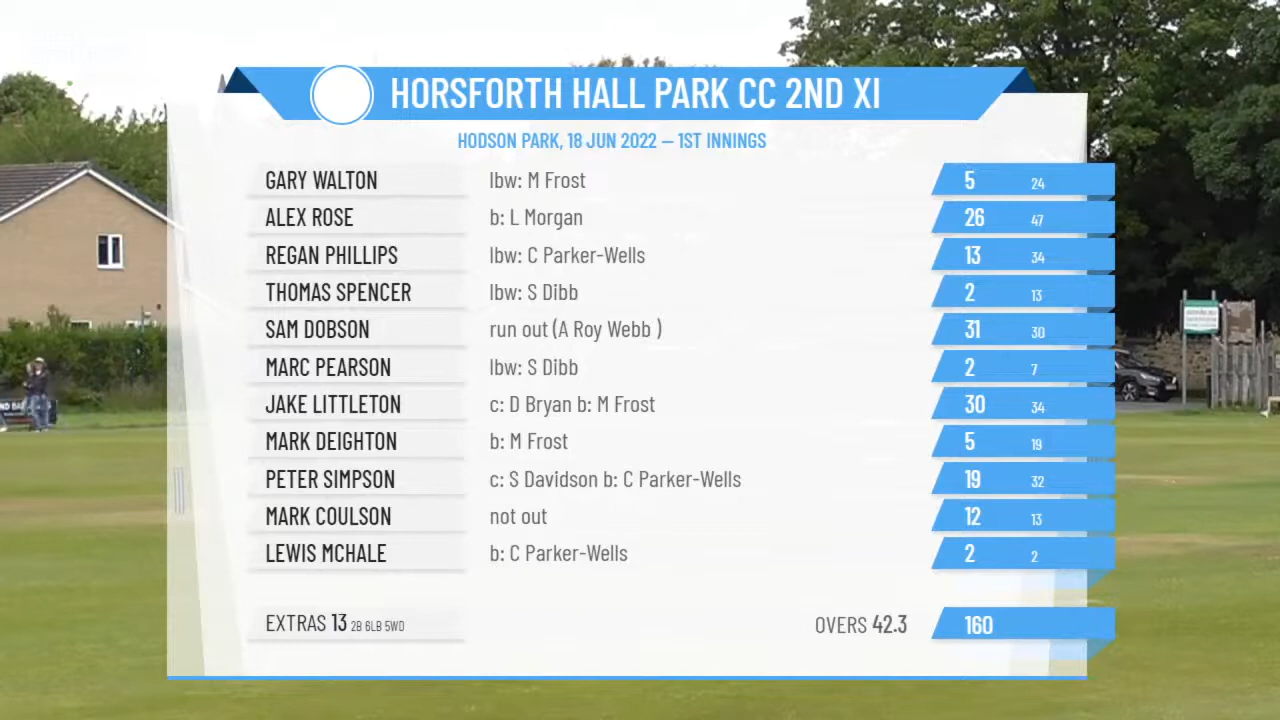 HORSFORTH HALL PARK CC 2ND XI
HODSON PARK, 18 JUN 2022 – 1ST INNINGS
GARY WALTON lbw: M Frost 5 24
ALEX ROSE b: L Morgan 26 47
REGAN PHILLIPS lbw: C Parker-Wells 13 34
THOMAS SPENCER lbw: S Dibb 2 13
SAM DOBSON run out (A Roy Webb ) 31 30
MARC PEARSON lbw: S Dibb 2 7
JAKE LITTLETON c: D Bryan b: M Frost 30 34
MARK DEIGHTON b: M Frost 5 19
PETER SIMPSON c: S Davidson b: C Parker-Wells 19 32
MARK COULSON not out 12 13
LEWIS MCHALE b: C Parker-Wells 2 2
EXTRAS 13 2B 6LB 5WD OVERS 42.3 160